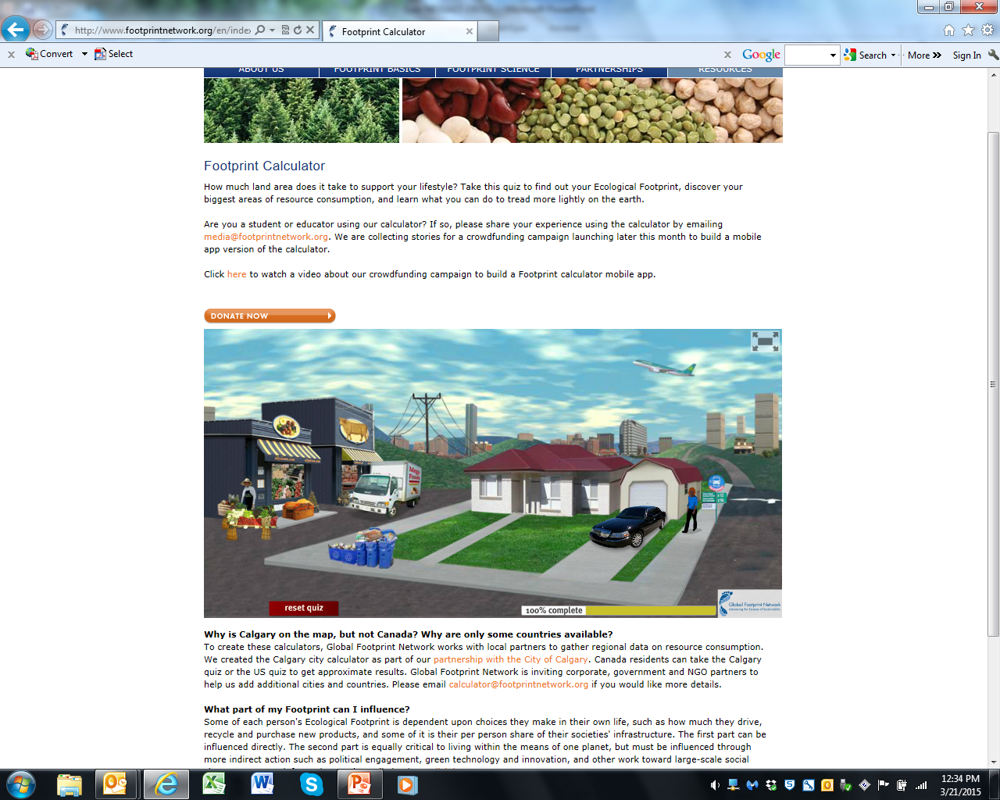 http://www.footprintnetwork.org/en/index
Footprint Calculator
Convert
Select
Google
Search
More
Sign In
ABOUT US
FOOTPRINT BASICS
FOOTPRINT SCIENCE
PARTNERSHIPS
RESOURCES
Footprint Calculator
How much land area does it take to support your lifestyle? Take this quiz to find out your Ecological Footprint, discover your
biggest areas of resource consumption, and learn what you can do to tread more lightly on the earth.
Are you a student or educator using our calculator? If so, please share your experience using the calculator by emailing
media@footprintnetwork.org. We are collecting stories for a crowdfunding campaign launching later this month to build a mobile
app version of the calculator.
Click here to watch a video about our crowdfunding campaign to build a Footprint calculator mobile app.
DONATE NOW
Mega
Foods
reset quiz
100% complete
Global Footprint Network
Advancing the Science of Sustainability
Why is Calgary on the map, but not Canada? Why are only some countries available?
To create these calculators, Global Footprint Network works with local partners to gather regional data on resource consumption.
We created the Calgary city calculator as part of our partnership with the City of Calgary. Canada residents can take the Calgary
quiz or the US quiz to get approximate results. Global Footprint Network is inviting corporate, government and NGO partners to
help us add additional cities and countries. Please email calculator@footprintnetwork.org if you would like more details.
What part of my Footprint can I influence?
Some of each person's Ecological Footprint is dependent upon choices they make in their own life, such as how much they drive,
recycle and purchase new products, and some of it is their per person share of their societies' infrastructure. The first part can be
influenced directly. The second part is equally critical to living within the means of one planet, but must be influenced through
more indirect action such as political engagement, green technology and innovation, and other work toward large-scale social
12:34 PM
3/21/2015